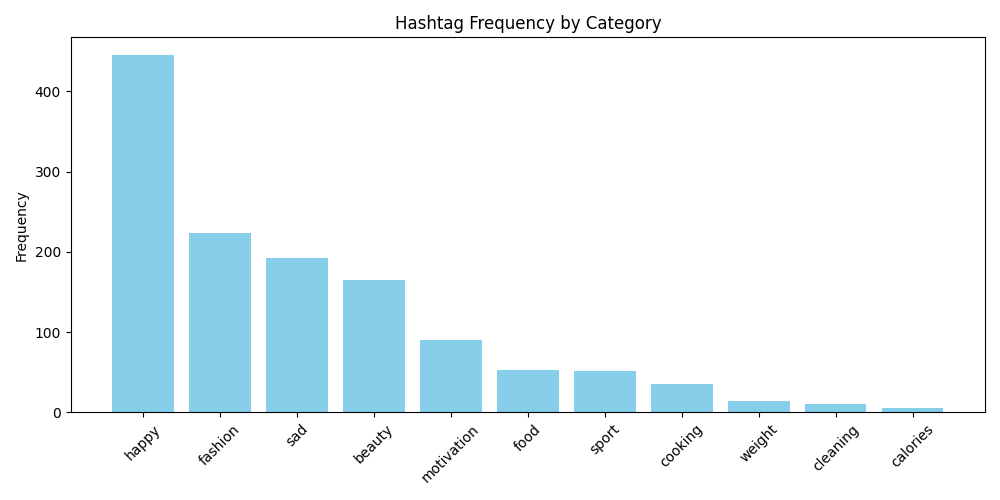 Hashtag Frequency by Category
Frequency
400
300
200
100
0
happy
fashion
sad
beauty
motivation
food
sport
cooking
weight
cleaning
calories